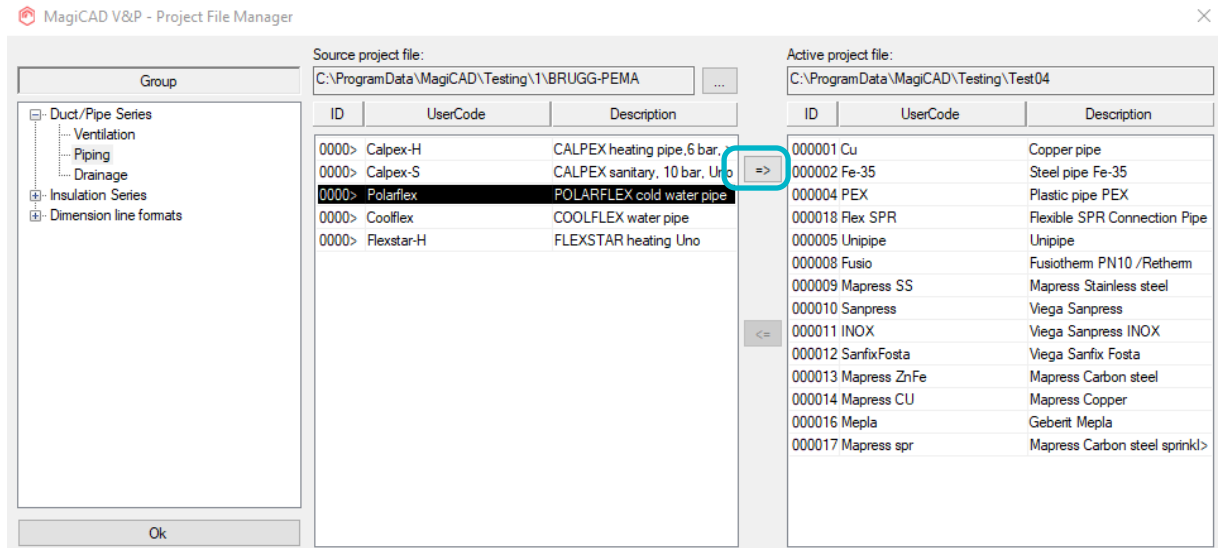 MagiCAD V&P - Project File Manager
Source project file:
Active project file:
Group
C:\ProgramData\MagiCAD\Testing\1\BRUGG-PEMA
...
C:\ProgramData\MagiCAD\Testing\Test04
Duct/Pipe Series
Ventilation
Piping
Drainage
Insulation Series
Dimension line formats
ID UserCode Description
0000> Calpex-H CALPEX heating pipe,6 bar, >
0000> Calpex-S CALPEX sanitary, 10 bar, Uno
0000> Polarflex POLARFLEX cold water pipe
0000> Coolflex COOLFLEX water pipe
0000> Flexstar-H FLEXSTAR heating Uno
=>
<=
ID UserCode Description
000001 Cu Copper pipe
000002 Fe-35 Steel pipe Fe-35
000004 PEX Plastic pipe PEX
000018 Flex SPR Flexible SPR Connection Pipe
000005 Unipipe Unipipe
000008 Fusio Fusiotherm PN10 /Retherm
000009 Mapress SS Mapress Stainless steel
000010 Sanpress Viega Sanpress
000011 INOX Viega Sanpress INOX
000012 SanfixFosta Viega Sanfix Fosta
000013 Mapress ZnFe Mapress Carbon steel
000014 Mapress CU Mapress Copper
000016 Mepla Geberit Mepla
000017 Mapress spr Mapress Carbon steel sprinkl>
Ok